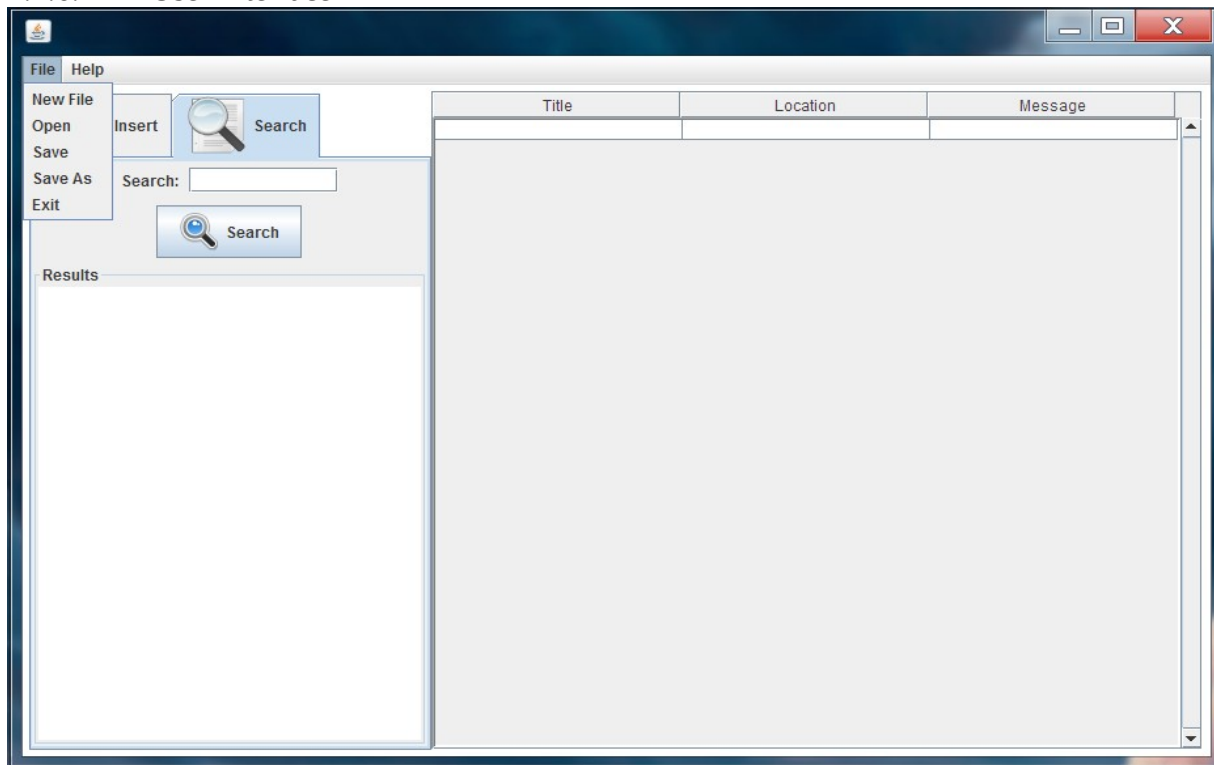 File Help
New File
Open
Save
Save As
Exit
Insert
Search
Search:
Search
Results
Title Location Message